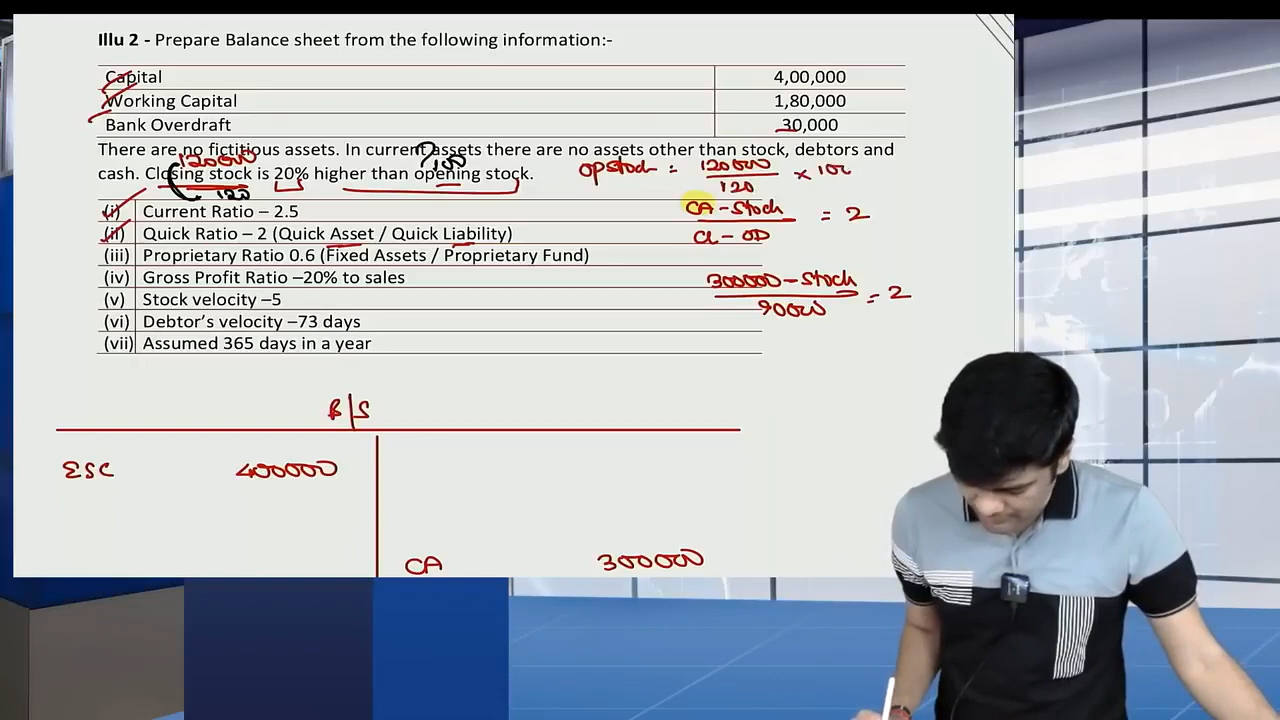 Illu 2 - Prepare Balance sheet from the following information:-
Capital 4,00,000
Working Capital 1,80,000
Bank Overdraft 30,000
There are no fictitious assets. In current assets there are no assets other than stock, debtors and
120000 ? 100 op stock = 120000 / 120 × 100
cash. Closing stock is 20% higher than opening stock.
120
(i) Current Ratio – 2.5
(ii) Quick Ratio – 2 (Quick Asset / Quick Liability)
(iii) Proprietary Ratio 0.6 (Fixed Assets / Proprietary Fund)
(iv) Gross Profit Ratio –20% to sales
(v) Stock velocity –5
(vi) Debtor's velocity –73 days
(vii) Assumed 365 days in a year
CA - Stock = 2
CL - OD
300000 - Stock = 2
90000
B/S
ESC 400000
CA 300000